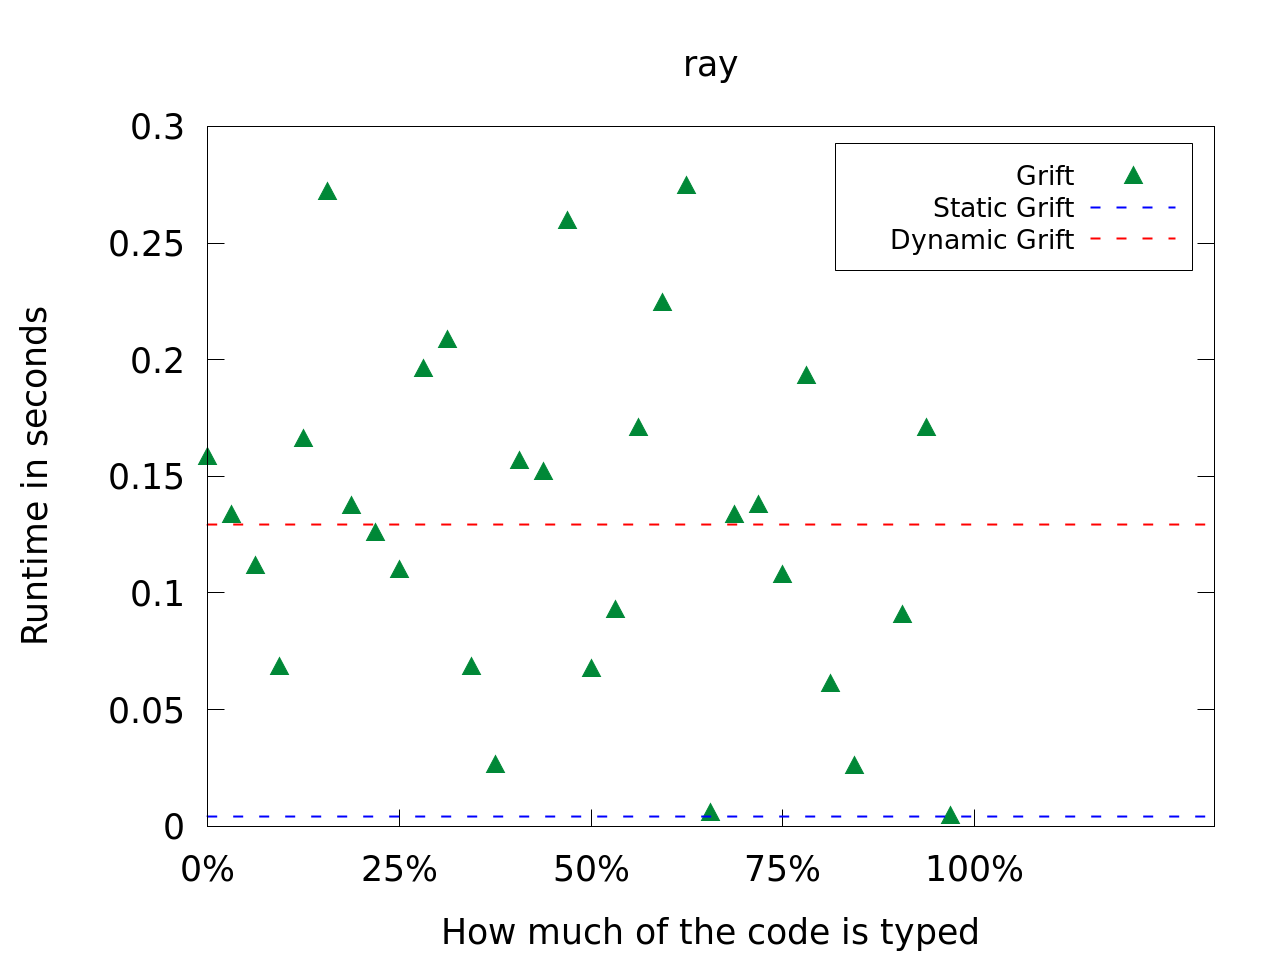 ray
0.3
0.25
0.2
0.15
0.1
0.05
0
Runtime in seconds
Grift
Static Grift
Dynamic Grift
0% 25% 50% 75% 100%
How much of the code is typed